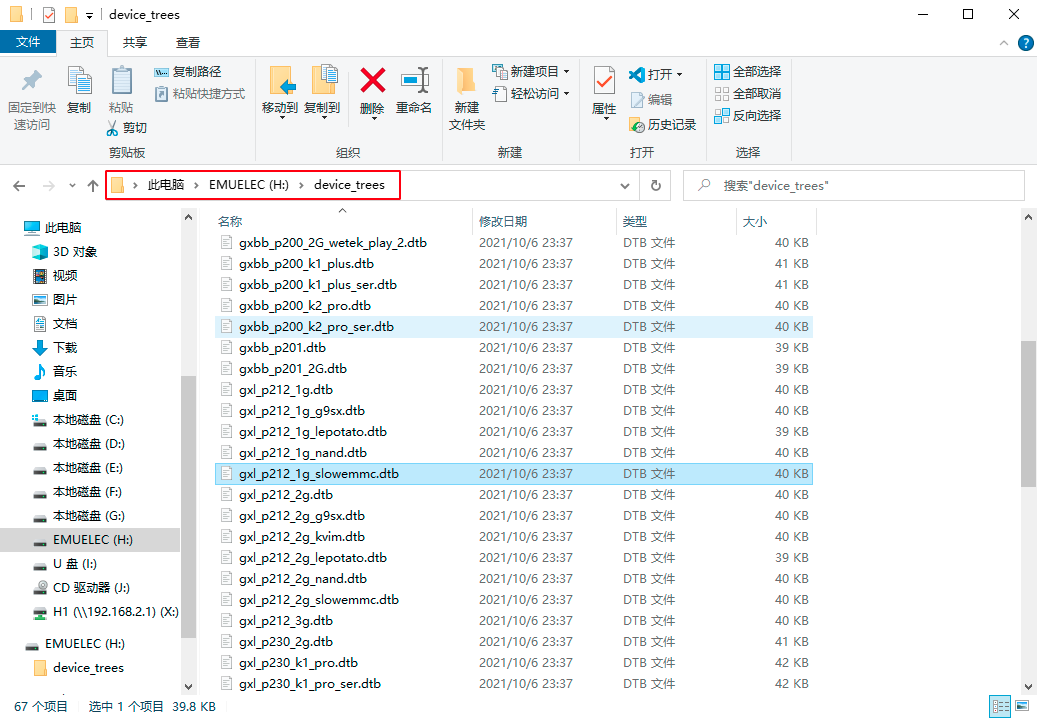 device_trees
文件 主页 共享 查看
固定到快速访问
复制
粘贴
复制路径
粘贴快捷方式
剪切
剪贴板
移动到
复制到
删除
重命名
组织
新建文件夹
新建项目
轻松访问
新建
属性
打开
编辑
历史记录
打开
全部选择
全部取消
反向选择
选择
此电脑 › EMUELEC (H:) › device_trees
搜索"device_trees"
此电脑
3D 对象
视频
图片
文档
下载
音乐
桌面
本地磁盘 (C:)
本地磁盘 (D:)
本地磁盘 (E:)
本地磁盘 (F:)
本地磁盘 (G:)
EMUELEC (H:)
U 盘 (I:)
CD 驱动器 (J:)
H1 (\\192.168.2.1) (X:)
EMUELEC (H:)
device_trees
名称 修改日期 类型 大小
gxbb_p200_2G_wetek_play_2.dtb 2021/10/6 23:37 DTB 文件 40 KB
gxbb_p200_k1_plus.dtb 2021/10/6 23:37 DTB 文件 41 KB
gxbb_p200_k1_plus_ser.dtb 2021/10/6 23:37 DTB 文件 41 KB
gxbb_p200_k2_pro.dtb 2021/10/6 23:37 DTB 文件 40 KB
gxbb_p200_k2_pro_ser.dtb 2021/10/6 23:37 DTB 文件 40 KB
gxbb_p201.dtb 2021/10/6 23:37 DTB 文件 39 KB
gxbb_p201_2G.dtb 2021/10/6 23:37 DTB 文件 39 KB
gxl_p212_1g.dtb 2021/10/6 23:37 DTB 文件 40 KB
gxl_p212_1g_g9sx.dtb 2021/10/6 23:37 DTB 文件 40 KB
gxl_p212_1g_lepotato.dtb 2021/10/6 23:37 DTB 文件 39 KB
gxl_p212_1g_nand.dtb 2021/10/6 23:37 DTB 文件 40 KB
gxl_p212_1g_slowemmc.dtb 2021/10/6 23:37 DTB 文件 40 KB
gxl_p212_2g.dtb 2021/10/6 23:37 DTB 文件 40 KB
gxl_p212_2g_g9sx.dtb 2021/10/6 23:37 DTB 文件 40 KB
gxl_p212_2g_kvim.dtb 2021/10/6 23:37 DTB 文件 40 KB
gxl_p212_2g_lepotato.dtb 2021/10/6 23:37 DTB 文件 39 KB
gxl_p212_2g_nand.dtb 2021/10/6 23:37 DTB 文件 40 KB
gxl_p212_2g_slowemmc.dtb 2021/10/6 23:37 DTB 文件 40 KB
gxl_p212_3g.dtb 2021/10/6 23:37 DTB 文件 40 KB
gxl_p230_2g.dtb 2021/10/6 23:37 DTB 文件 41 KB
gxl_p230_k1_pro.dtb 2021/10/6 23:37 DTB 文件 42 KB
gxl_p230_k1_pro_ser.dtb 2021/10/6 23:37 DTB 文件 42 KB
67 个项目 选中 1 个项目 39.8 KB